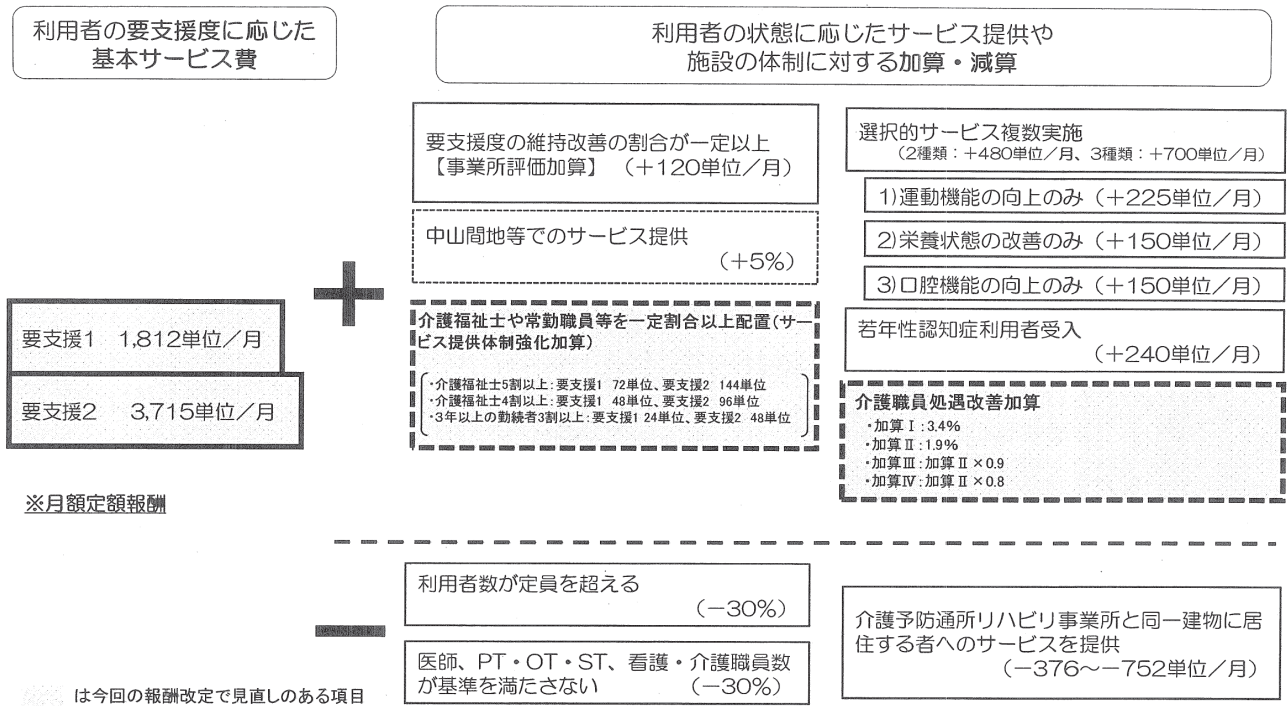 利用者の要支援度に応じた
基本サービス費
利用者の状態に応じたサービス提供や
施設の体制に対する加算・減算
要支援1 1,812単位／月
要支援2 3,715単位／月
※月額定額報酬
要支援度の維持改善の割合が一定以上
【事業所評価加算】 （＋120単位／月）
中山間地等でのサービス提供
（＋5%）
介護福祉士や常勤職員等を一定割合以上配置(サー
ビス提供体制強化加算）
・介護福祉士5割以上：要支援1 72単位、要支援2 144単位
・介護福祉士4割以上：要支援1 48単位、要支援2 96単位
・3年以上の勤続者3割以上：要支援1 24単位、要支援2 48単位
選択的サービス複数実施
（2種類：＋480単位／月、3種類：＋700単位／月）
1)運動機能の向上のみ（＋225単位／月）
2)栄養状態の改善のみ（＋150単位／月）
3)口腔機能の向上のみ（＋150単位／月）
若年性認知症利用者受入
（＋240単位／月）
介護職員処遇改善加算
・加算Ⅰ：3.4%
・加算Ⅱ：1.9%
・加算Ⅲ：加算Ⅱ×0.9
・加算Ⅳ：加算Ⅱ×0.8
利用者数が定員を超える
（－30%）
医師、PT・OT・ST、看護・介護職員数
が基準を満たさない （－30%）
介護予防通所リハビリ事業所と同一建物に居
住する者へのサービスを提供
（－376～－752単位／月）
は今回の報酬改定で見直しのある項目